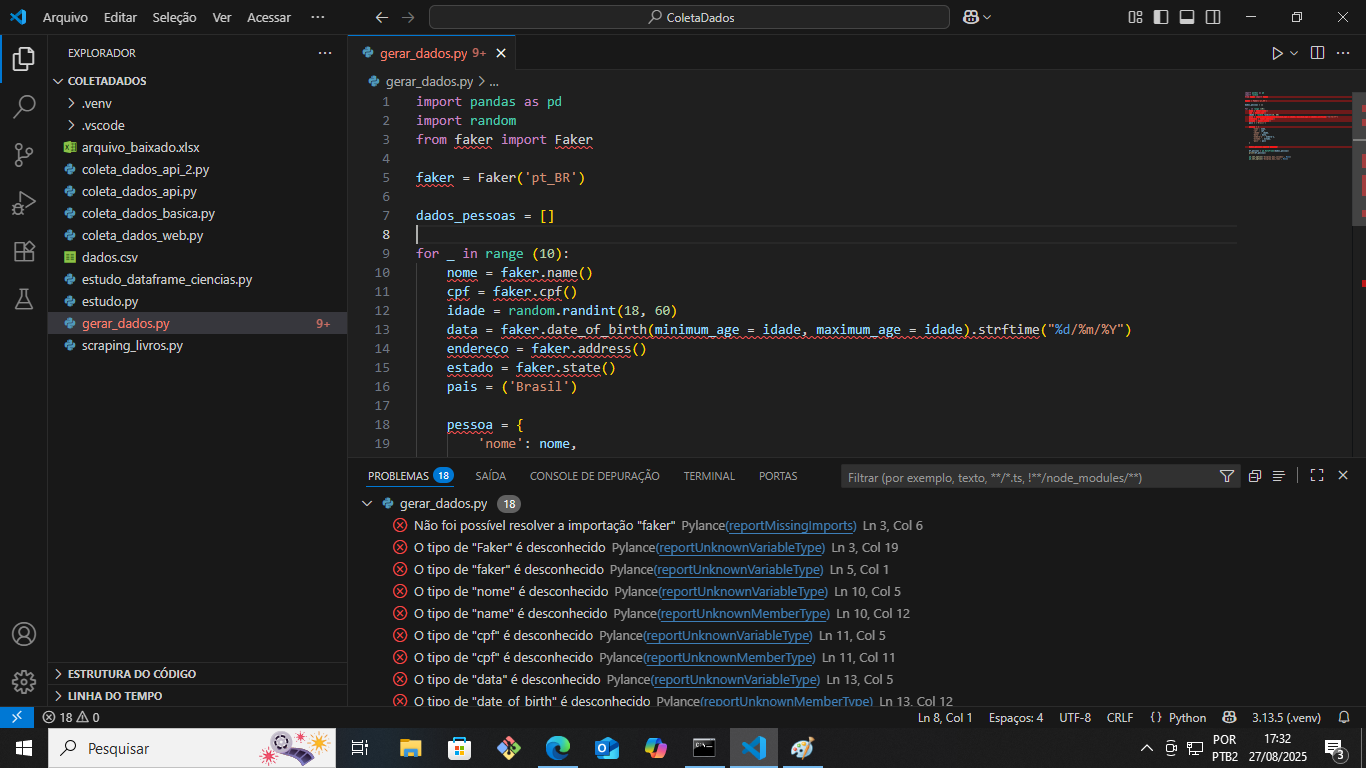 Arquivo Editar Seleção Ver Acessar ...
ColetaDados
EXPLORADOR
COLETADADOS
.venv
.vscode
arquivo_baixado.xlsx
coleta_dados_api_2.py
coleta_dados_api.py
coleta_dados_basica.py
coleta_dados_web.py
dados.csv
estudo_dataframe_ciencias.py
estudo.py
gerar_dados.py 9+
scraping_livros.py
ESTRUTURA DO CÓDIGO
LINHA DO TEMPO
gerar_dados.py 9+
gerar_dados.py > ...
1 import pandas as pd
2 import random
3 from faker import Faker
4
5 faker = Faker('pt_BR')
6
7 dados_pessoas = []
8
9 for _ in range (10):
10 nome = faker.name()
11 cpf = faker.cpf()
12 idade = random.randint(18, 60)
13 data = faker.date_of_birth(minimum_age = idade, maximum_age = idade).strftime("%d/%m/%Y")
14 endereço = faker.address()
15 estado = faker.state()
16 pais = ('Brasil')
17
18 pessoa = {
19 'nome': nome,
PROBLEMAS 18 SAÍDA CONSOLE DE DEPURAÇÃO TERMINAL PORTAS
Filtrar (por exemplo, texto, **/*.ts, !**/node_modules/**)
gerar_dados.py 18
Não foi possível resolver a importação "faker" Pylance(reportMissingImports) Ln 3, Col 6
O tipo de "Faker" é desconhecido Pylance(reportUnknownVariableType) Ln 3, Col 19
O tipo de "faker" é desconhecido Pylance(reportUnknownVariableType) Ln 5, Col 1
O tipo de "nome" é desconhecido Pylance(reportUnknownVariableType) Ln 10, Col 5
O tipo de "name" é desconhecido Pylance(reportUnknownMemberType) Ln 10, Col 12
O tipo de "cpf" é desconhecido Pylance(reportUnknownVariableType) Ln 11, Col 5
O tipo de "cpf" é desconhecido Pylance(reportUnknownMemberType) Ln 11, Col 11
O tipo de "data" é desconhecido Pylance(reportUnknownVariableType) Ln 13, Col 5
O tipo de "date_of_birth" é desconhecido Pylance(reportUnknownMemberType) Ln 13, Col 12
18 0
Ln 8, Col 1 Espaços: 4 UTF-8 CRLF {} Python 3.13.5 (.venv)
Pesquisar
POR
PTB2
17:32
27/08/2025
3